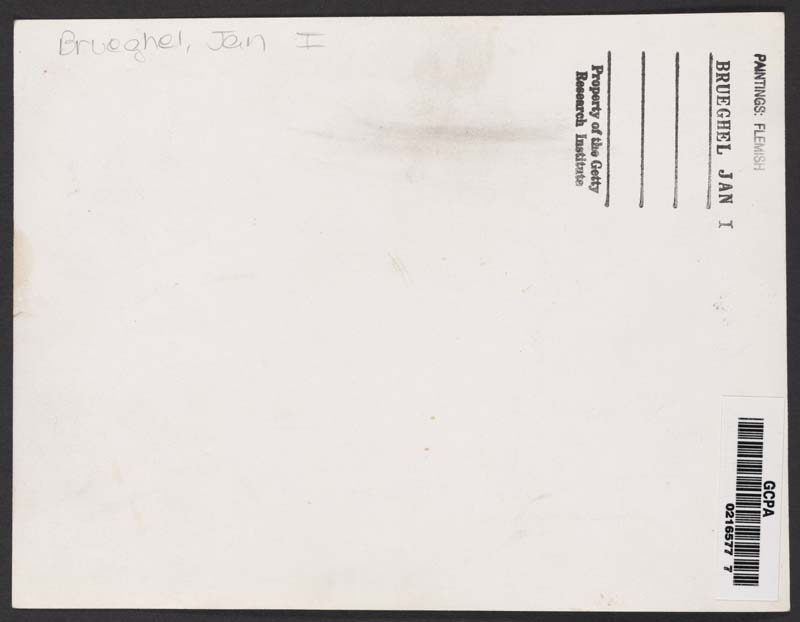 Brueghel, Jan I
PAINTINGS: FLEMISH
BRUEGHEL JAN I
Property of the Getty
Research Institute
GCPA
0216577 7